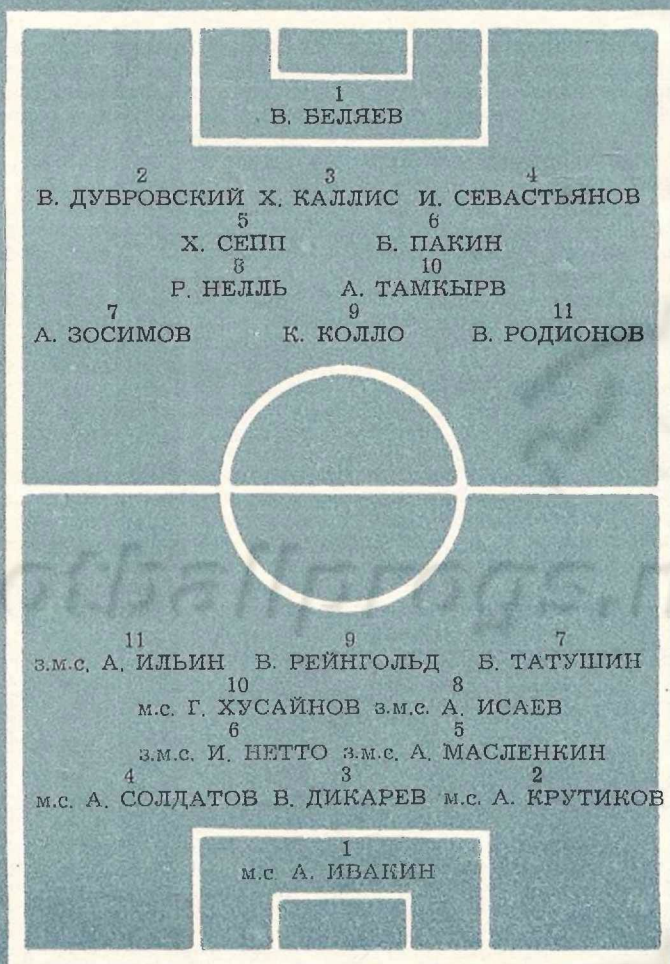 1
В. БЕЛЯЕВ
2 3 4
В. ДУБРОВСКИЙ Х. КАЛЛИС И. СЕВАСТЬЯНОВ
5 6
Х. СЕПП Б. ПАКИН
8 10
Р. НЕЛЛЬ А. ТАМКЫРВ
7 9 11
А. ЗОСИМОВ К. КОЛЛО В. РОДИОНОВ
11 9 7
з.м.с. А. ИЛЬИН В. РЕЙНГОЛЬД Б. ТАТУШИН
10 8
м.с. Г. ХУСАЙНОВ з.м.с. А. ИСАЕВ
6 5
з.м.с. И. НЕТТО з.м.с. А. МАСЛЕНКИН
4 3 2
м.с. А. СОЛДАТОВ В. ДИКАРЕВ м.с. А. КРУТИКОВ
1
м.с. А. ИВАКИН